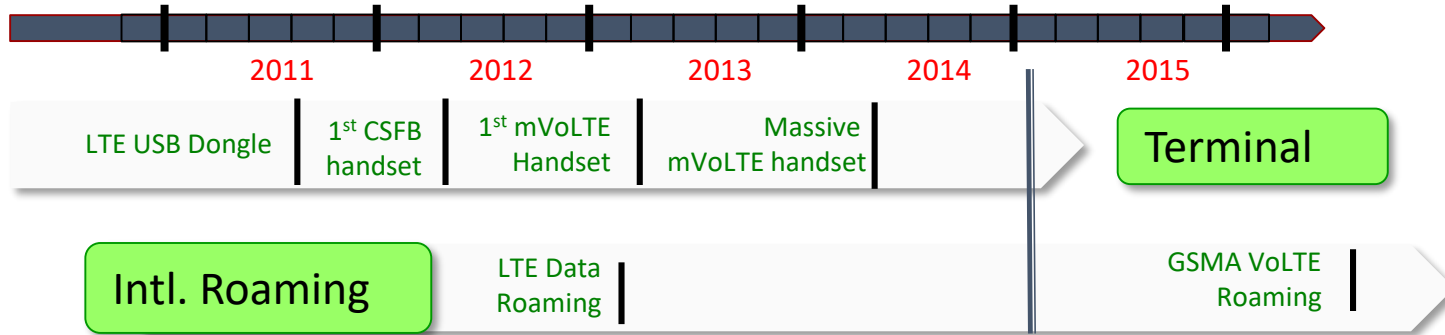 2011 2012 2013 2014 2015
LTE USB Dongle
1st CSFB
handset
1st mVoLTE
Handset
Massive
mVoLTE handset
Terminal
Intl. Roaming
LTE Data
Roaming
GSMA VoLTE
Roaming